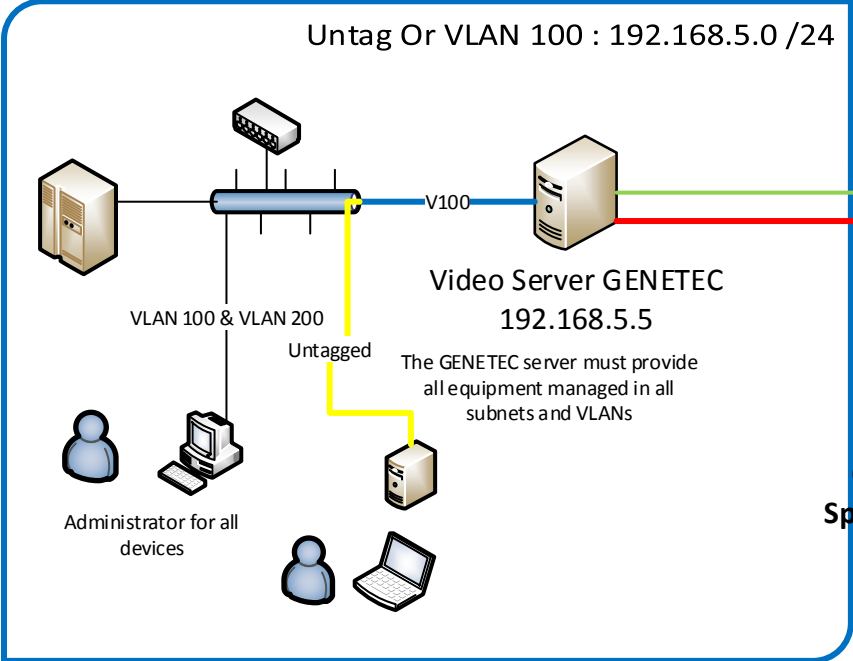 Untag Or VLAN 100 : 192.168.5.0 /24
V100
Video Server GENETEC
192.168.5.5
VLAN 100 & VLAN 200
Untagged
The GENETEC server must provide
all equipment managed in all
subnets and VLANs
Administrator for all
devices
Sp